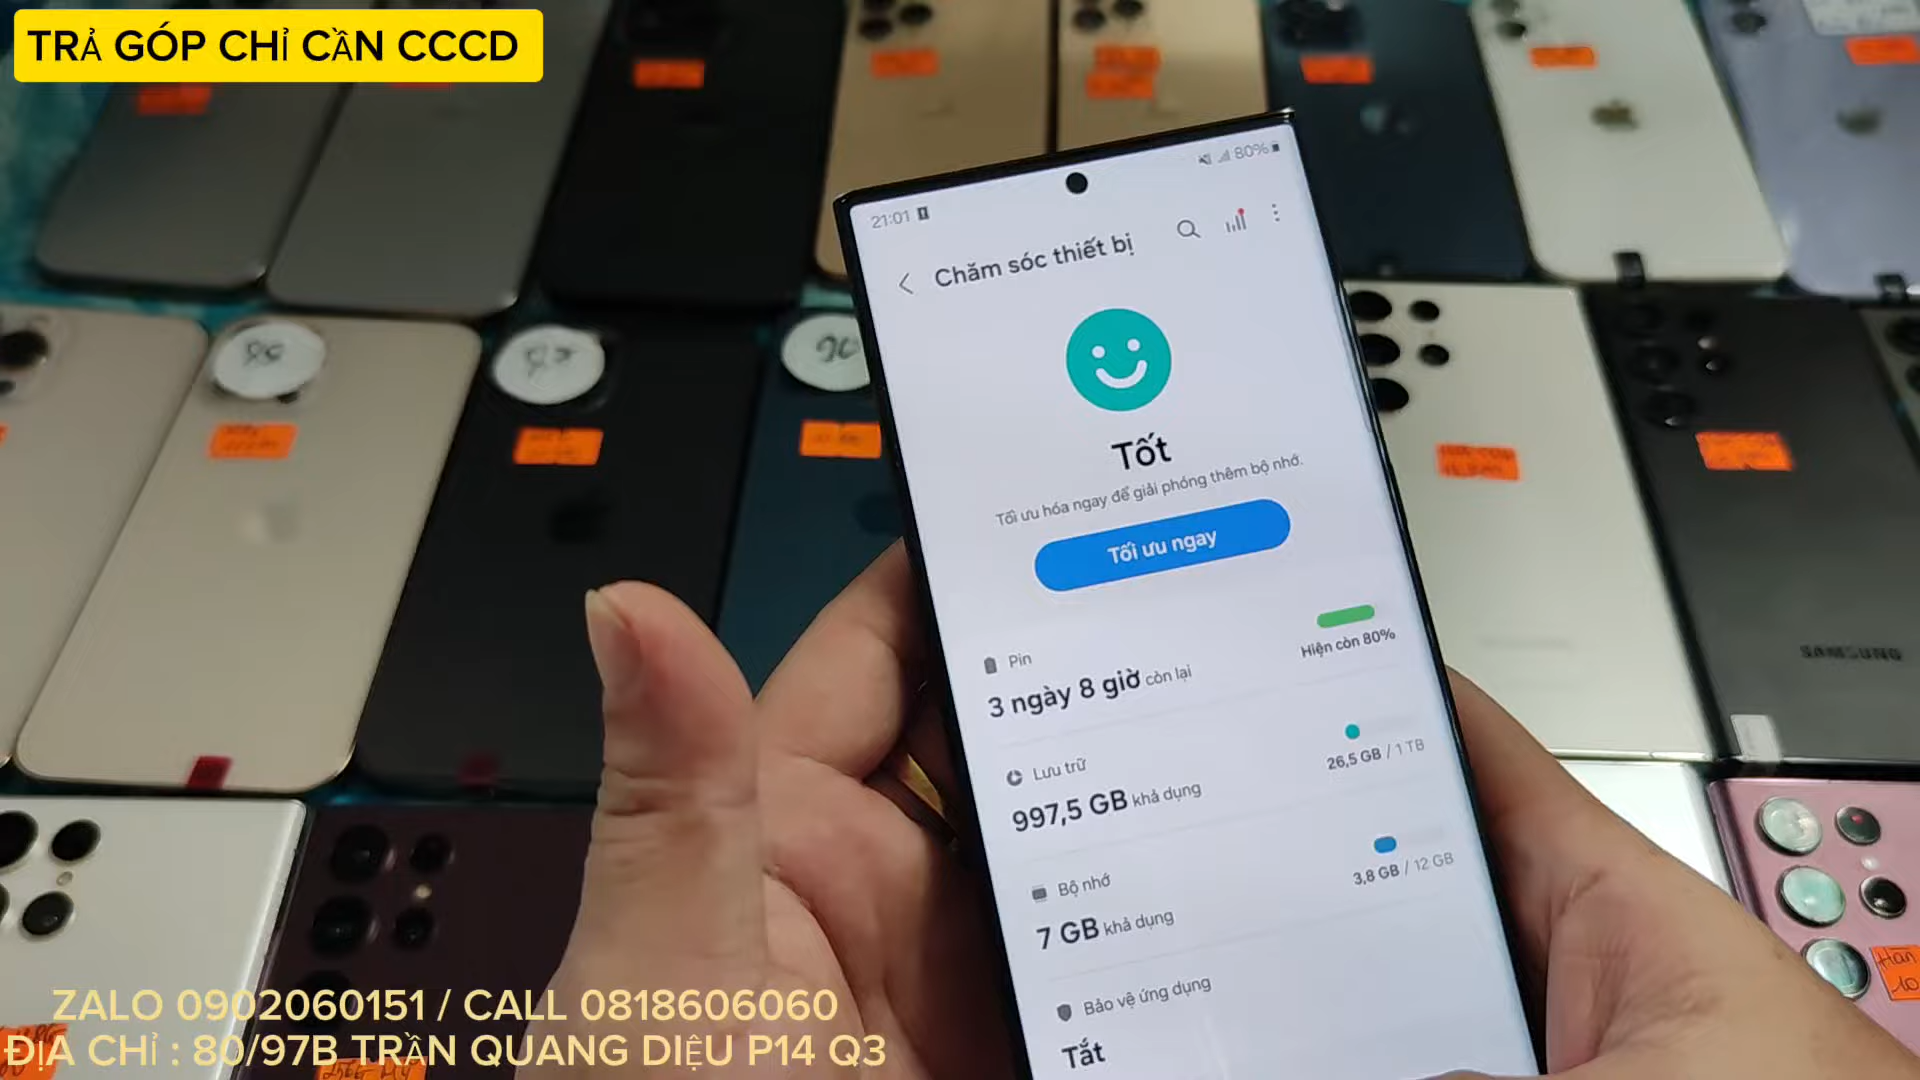 TRẢ GÓP CHỈ CẦN CCCD
80%
21:01
Chăm sóc thiết bị
Tốt
Tối ưu hóa ngay để giải phóng thêm bộ nhớ.
Tối ưu ngay
Pin
3 ngày 8 giờ còn lại
Hiện còn 80%
Lưu trữ
997,5 GB khả dụng
26,5 GB / 1 TB
Bộ nhớ
7 GB khả dụng
3,8 GB / 12 GB
Bảo vệ ứng dụng
Tắt
SAMSUNG
Hàn
10
ZALO 0902060151 / CALL 0818606060
ĐỊA CHỈ : 80/97B TRẦN QUANG DIỆU P14 Q3